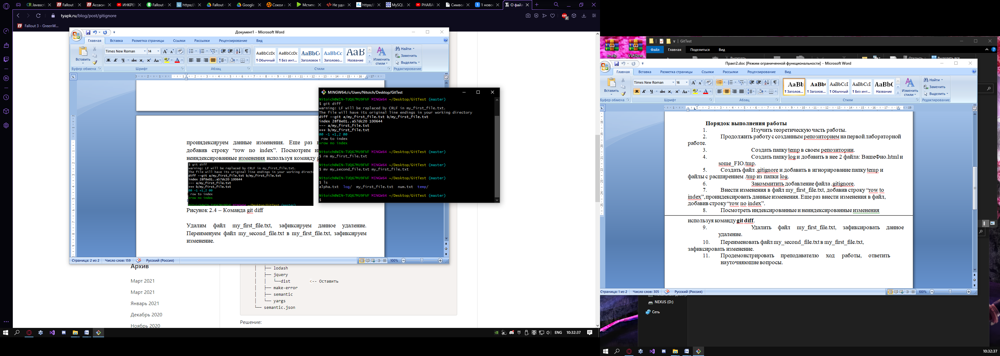 Javascri
Fallout
Ассаси
ИНКРЕМ
Fallout
https://
Fallout
Google
Сокол и
Мстите
Не уда
https://
MySQL
PHARA
Символ
1 ново
О файл
tyapk.ru/blog/post/gitignore
Fallout 3 - GreenW...
Документ1 - Microsoft Word
Главная Вставка Разметка страницы Ссылки Рассылки Рецензирование Вид
Вставить
Times New Roman 14
AaBbCcDc AaBbCcDc AaBbC AaBbCc AaB
¶ Обычный ¶ Без инт... Заголовок 1 Заголово... Название
Изменить стили
Найти
Заменить
Выделить
Буфер обмена Шрифт Абзац Стили Редактирование
проиндексируем данные изменения. Еще раз
добавив строку “row no index”. Посмотрим
неиндексированные изменения используя команду
$ git diff
warning: LF will be replaced by CRLF in my_first_file.txt.
The file will have its original line endings in your working directo
diff --git a/my_first_file.txt b/my_first_file.txt
index 28f8e01..a57dc20 100644
--- a/my_first_file.txt
+++ b/my_first_file.txt
@@ -1 +1,2 @@
row to index
+row no index
Nitoich@WIN-TUQ67MU9FVF MINGW64 ~/Desktop/GitTest (master)
Рисунок 2.4 – Команда git diff
Удалим файл my_first_file.txt, зафиксируем данное удаление.
Переименуем файл my_second_file.txt в my_first_file.txt, зафиксируем
изменение.
Страница: 2 из 2 Число слов: 159 Русский (Россия) 100%
MINGW64:/c/Users/Nitoich/Desktop/GitTest
Nitoich@WIN-TUQ67MU9FVF MINGW64 ~/Desktop/GitTest (master)
$ git diff
warning: LF will be replaced by CRLF in my_first_file.txt.
The file will have its original line endings in your working directory
diff --git a/my_first_file.txt b/my_first_file.txt
index 28f8e01..a57dc20 100644
--- a/my_first_file.txt
+++ b/my_first_file.txt
@@ -1 +1,2 @@
row to index
+row no index
Nitoich@WIN-TUQ67MU9FVF MINGW64 ~/Desktop/GitTest (master)
$ rm my_first_file.txt
Nitoich@WIN-TUQ67MU9FVF MINGW64 ~/Desktop/GitTest (master)
$ mv my_second_file.txt my_first_file.txt
Nitoich@WIN-TUQ67MU9FVF MINGW64 ~/Desktop/GitTest (master)
$ ls
alpha.txt log/ my_first_file.txt num.txt temp/
Nitoich@WIN-TUQ67MU9FVF MINGW64 ~/Desktop/GitTest (master)
$
Архив
Март 2021
Март 2021
Январь 2021
Декабрь 2020
Ноябрь 2020
├── lodash
├── jquery
│ └──dist <-- Оставить
├── make-error
├── semantic
└── yargs
└── semantic.json
Решение:
ENG 10:32:37
kr.zip
VLAD.rar
GitTest
Файл Главная Поделиться Вид
Вырезать
Открыть
Выделить все
Практ2.doc [Режим ограниченной функциональности] - Microsoft Word
Главная Вставка Разметка страницы Ссылки Рассылки Рецензирование Вид
Вставить
Times New Roman 16
AaBb AaBb AaBbCcI AaBbCcI AaBbC
¶ Заголов... ¶ Заголов... ¶ Обычный ¶ Без инт... Название
Изменить стили
Найти
Заменить
Выделить
Буфер обмена Шрифт Абзац Стили Редактирование
Порядок выполнения работы
1. Изучить теоретическую часть работы.
2. Продолжить работу с созданным репозиторием на первой лабораторной
работе.
3. Создать папку temp в своем репозитории.
4. Создать папку log и добавить в нее 2 файла: ВашеФио.html и
some_FIO.tmp.
5. Создать файл .gitignore и добавить в игнорирование папку temp и
файлы с расширением .tmp из папки log.
6. Закоммитить добавление файла .gitignore.
7. Внести изменения в файл my_first_file.txt, добавив строку “row to
index”, проиндексировать данные изменения. Еще раз внести изменения в файл,
добавив строку “row no index”.
8. Посмотреть индексированные и неиндексированные изменения
используя команду git diff.
9. Удалить файл my_first_file.txt, зафиксировать данное
удаление.
10. Переименовать файл my_second_file.txt в my_first_file.txt,
зафиксировать изменение.
11. Продемонстрировать преподавателю ход работы, ответить
науточняющие вопросы.
Страница: 1 из 2 Число слов: 305 Русский (Россия) 100%
NEXUS (D:)
Сеть
10:32:37